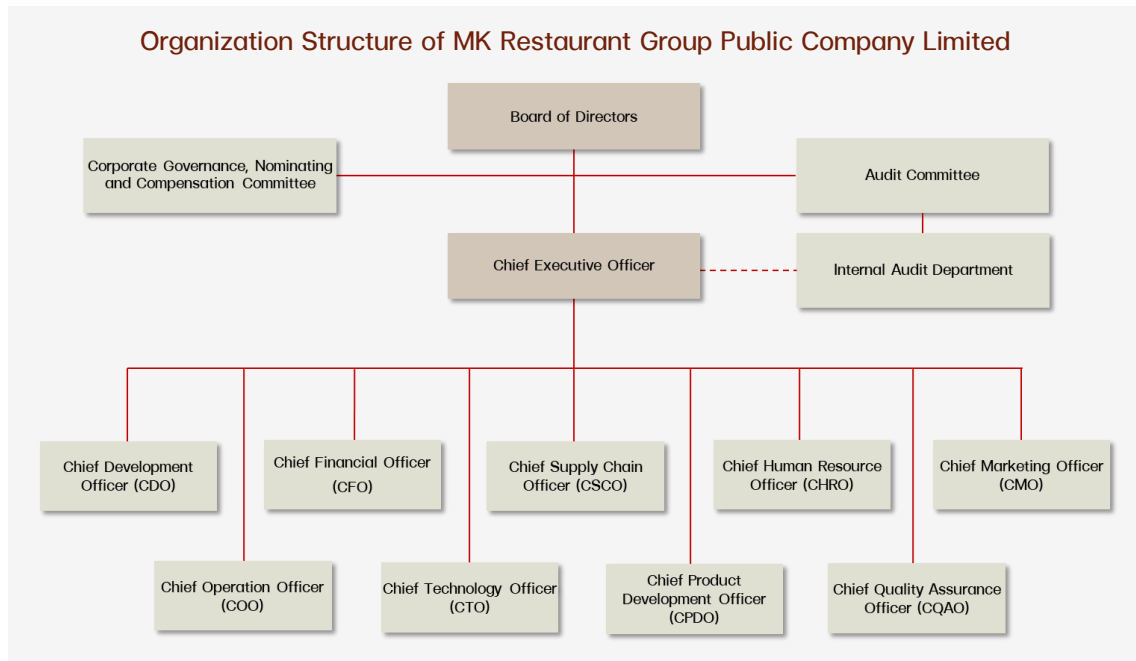 Organization Structure of MK Restaurant Group Public Company Limited
Board of Directors
Corporate Governance, Nominating
and Compensation Committee
Audit Committee
Chief Executive Officer
Internal Audit Department
Chief Development
Officer (CDO)
Chief Financial Officer
(CFO)
Chief Supply Chain
Officer (CSCO)
Chief Human Resource
Officer (CHRO)
Chief Marketing Officer
(CMO)
Chief Operation Officer
(COO)
Chief Technology Officer
(CTO)
Chief Product
Development Officer
(CPDO)
Chief Quality Assurance
Officer (CQAO)